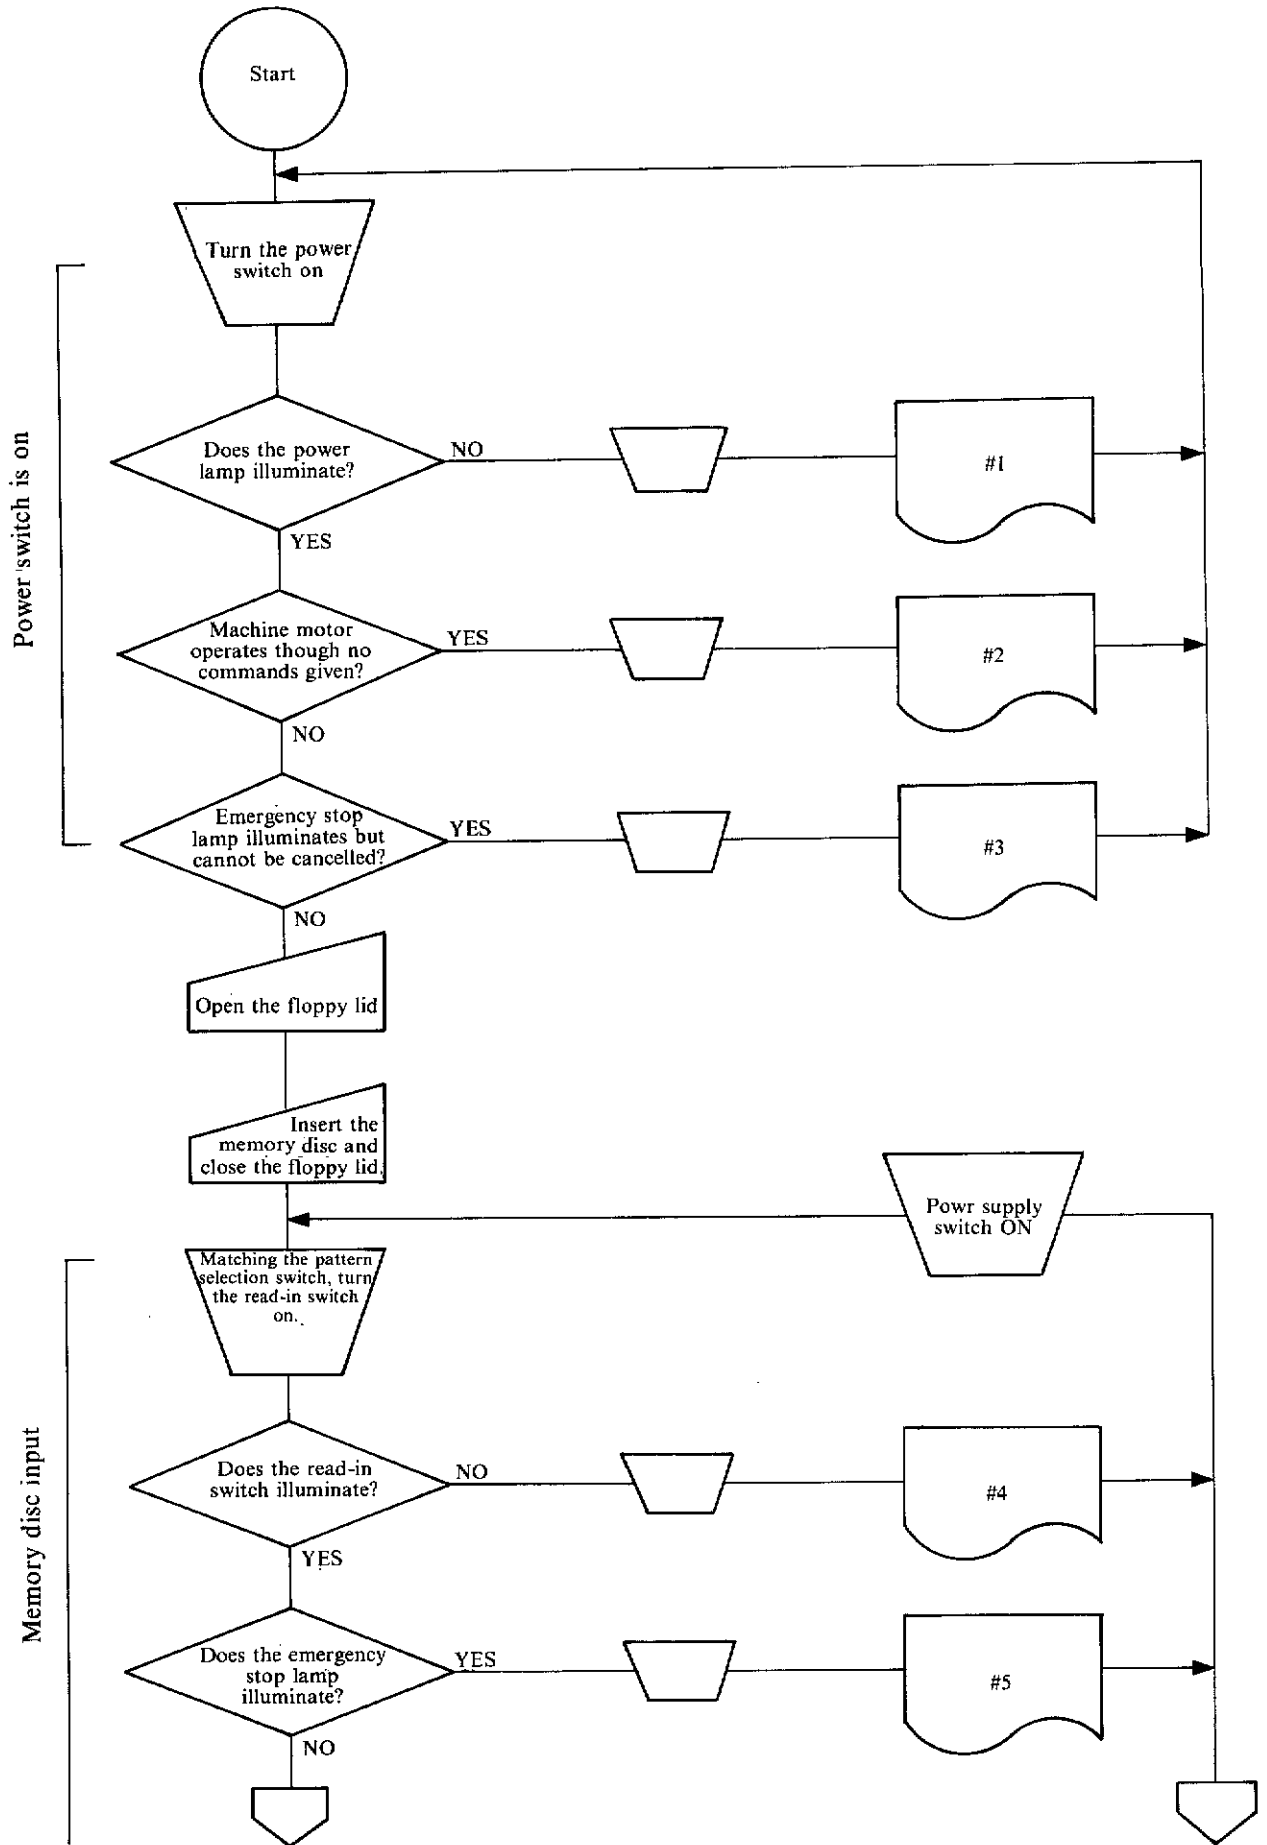 Start
Turn the power
switch on
Power switch is on
Does the power
lamp illuminate?
NO
#1
YES
Machine motor
operates though no
commands given?
YES
#2
NO
Emergency stop
lamp illuminates but
cannot be cancelled?
YES
#3
NO
Open the floppy lid
Insert the
memory disc and
close the floppy lid.
Powr supply
switch ON
Matching the pattern
selection switch, turn
the read-in switch
on.
Memory disc input
Does the read-in
switch illuminate?
NO
#4
YES
Does the emergency
stop lamp
illuminate?
YES
#5
NO